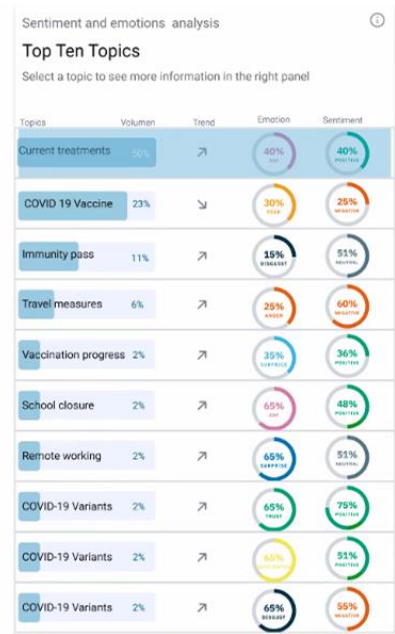 Sentiment and emotions analysis
Top Ten Topics
Select a topic to see more information in the right panel
Topics Volumen Trend Emotion Sentiment
Current treatments 50% 40% JOY 40% POSITIVE
COVID 19 Vaccine 23% 30% FEAR 25% NEGATIVE
Immunity pass 11% 15% DISGUST 51% NEUTRAL
Travel measures 6% 25% ANGER 60% NEGATIVE
Vaccination progress 2% 35% SURPRISE 36% POSITIVE
School closure 2% 65% JOY 48% POSITIVE
Remote working 2% 65% SURPRISE 51% NEUTRAL
COVID-19 Variants 2% 65% TRUST 75% POSITIVE
COVID-19 Variants 2% 65% 51% POSITIVE
COVID-19 Variants 2% 65% DISGUST 55% NEGATIVE